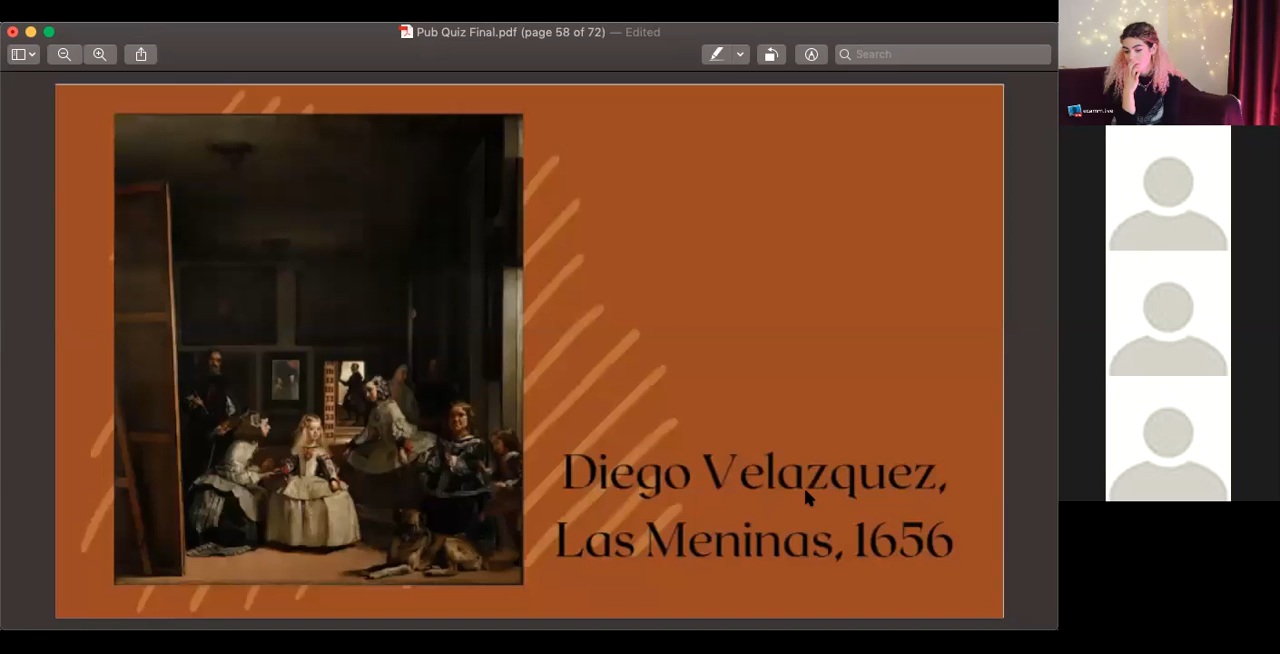 Pub Quiz Final.pdf (page 58 of 72) — Edited
Search
Diego Velazquez,
Las Meninas, 1656